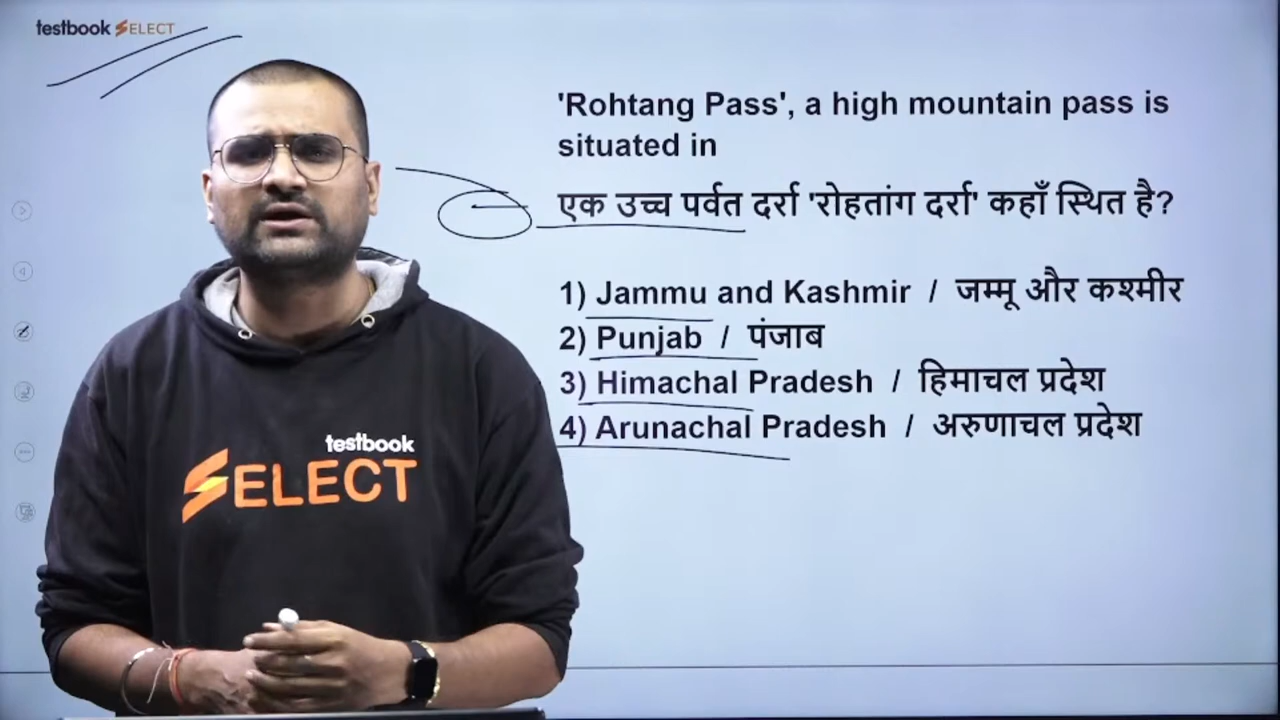 testbook SELECT
'Rohtang Pass', a high mountain pass is
situated in
एक उच्च पर्वत दर्रा 'रोहतांग दर्रा' कहाँ स्थित है?
1) Jammu and Kashmir / जम्मू और कश्मीर
2) Punjab / पंजाब
3) Himachal Pradesh / हिमाचल प्रदेश
4) Arunachal Pradesh / अरुणाचल प्रदेश
testbook
SELECT